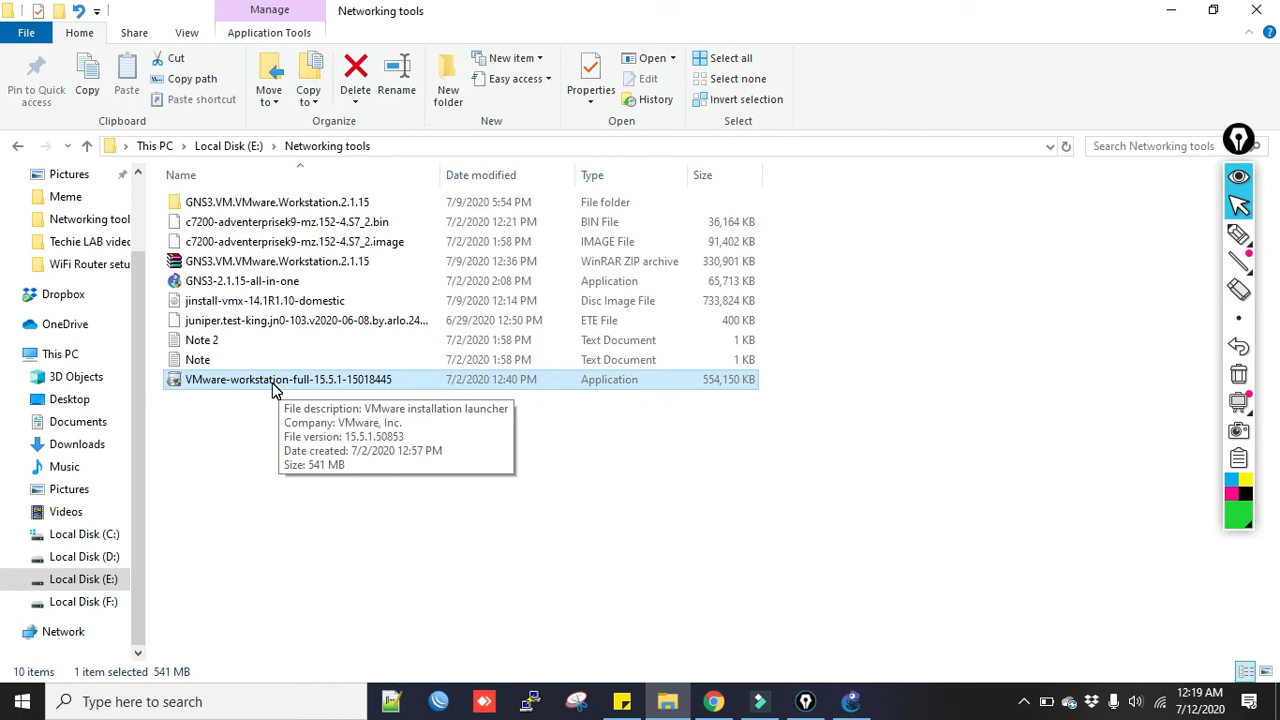 Manage
Networking tools
File
Home
Share
View
Application Tools
Pin to Quick
access
Copy
Paste
Cut
Copy path
Paste shortcut
Clipboard
Move
to
Copy
to
Delete
Rename
Organize
New
folder
New item
Easy access
New
Properties
Open
Edit
History
Open
Select all
Select none
Invert selection
Select
This PC
Local Disk (E:)
Networking tools
Search Networking tools
Name Date modified Type Size
GNS3.VM.VMware.Workstation.2.1.15 7/9/2020 5:54 PM File folder
c7200-adventerprisek9-mz.152-4.S7_2.bin 7/2/2020 12:21 PM BIN File 36,164 KB
c7200-adventerprisek9-mz.152-4.S7_2.image 7/2/2020 1:58 PM IMAGE File 91,402 KB
GNS3.VM.VMware.Workstation.2.1.15 7/9/2020 12:36 PM WinRAR ZIP archive 330,901 KB
GNS3-2.1.15-all-in-one 7/2/2020 2:08 PM Application 65,713 KB
jinstall-vmx-14.1R1.10-domestic 7/9/2020 12:14 PM Disc Image File 733,824 KB
juniper.test-king.jn0-103.v2020-06-08.by.arlo.24... 6/29/2020 12:50 PM ETE File 400 KB
Note 2 7/2/2020 1:58 PM Text Document 1 KB
Note 7/2/2020 1:58 PM Text Document 1 KB
VMware-workstation-full-15.5.1-15018445 7/2/2020 12:40 PM Application 554,150 KB
File description: VMware installation launcher
Company: VMware, Inc.
File version: 15.5.1.50853
Date created: 7/2/2020 12:57 PM
Size: 541 MB
Pictures
Meme
Networking tool
Techie LAB video
WiFi Router setu
Dropbox
OneDrive
This PC
3D Objects
Desktop
Documents
Downloads
Music
Pictures
Videos
Local Disk (C:)
Local Disk (D:)
Local Disk (E:)
Local Disk (F:)
Network
10 items 1 item selected 541 MB
Type here to search
12:19 AM
7/12/2020